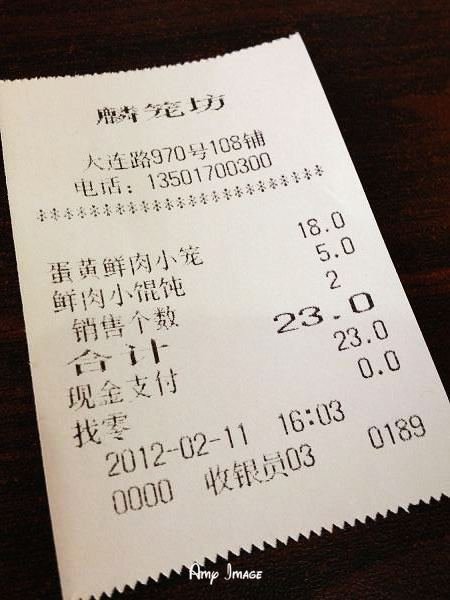 麟笼坊
大连路970号108铺
电话：13501700300
************************
蛋黄鲜肉小笼 18.0
鲜肉小馄饨 5.0
销售个数 2
合计 23.0
现金支付 23.0
找零 0.0
2012-02-11 16:03
0000 收银员03 0189
Amp Image